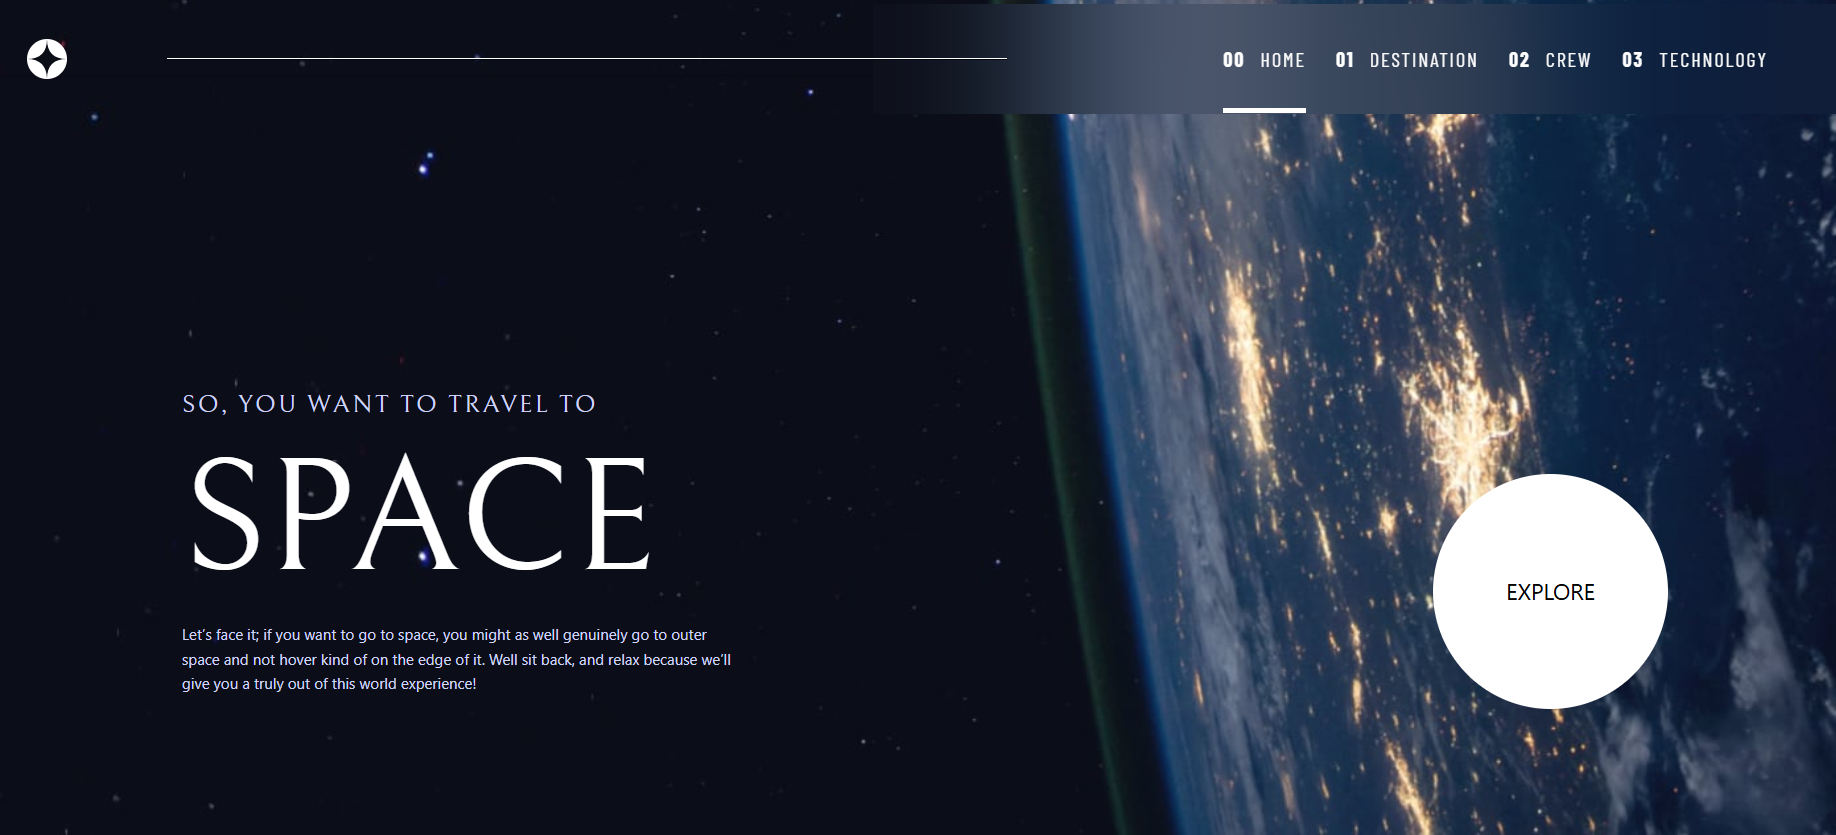 00 HOME 01 DESTINATION 02 CREW 03 TECHNOLOGY
SO, YOU WANT TO TRAVEL TO
SPACE
Let’s face it; if you want to go to space, you might as well genuinely go to outer
space and not hover kind of on the edge of it. Well sit back, and relax because we’ll
give you a truly out of this world experience!
EXPLORE